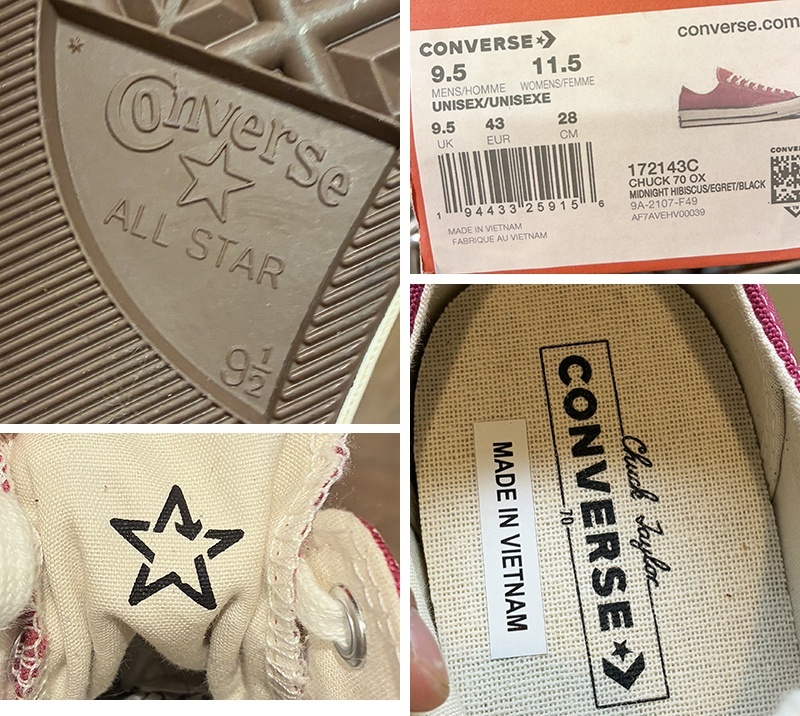 Converse
ALL STAR
9½
CONVERSE
converse.com
9.5 11.5
MENS/HOMME WOMENS/FEMME
UNISEX/UNISEXE
9.5 43 28
UK EUR CM
1 94433 25915 6
172143C
CHUCK 70 OX
MIDNIGHT HIBISCUS/EGRET/BLACK
9A-2107-F49
AF7AVEHV00039
MADE IN VIETNAM
FABRIQUE AU VIETNAM
Chuck Taylor
CONVERSE
70
MADE IN VIETNAM